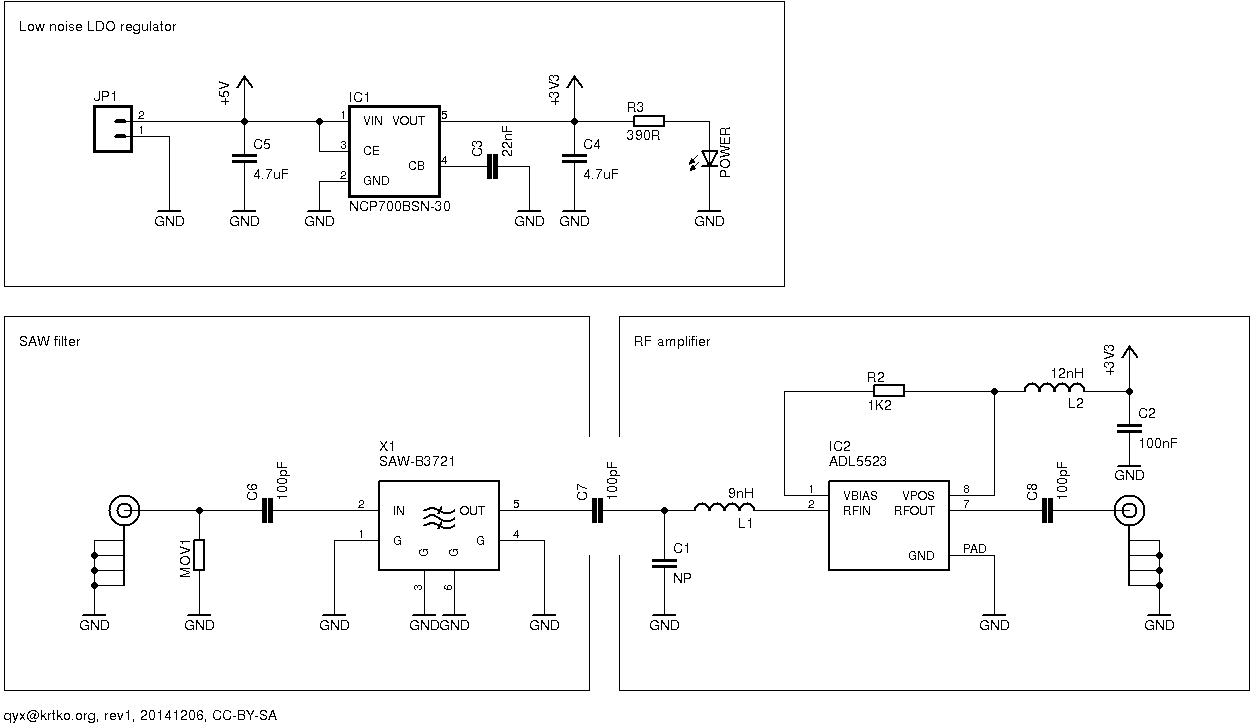 Low noise LDO regulator
JP1
2
1
+5V
C5
4.7uF
IC1
1
VIN
VOUT
5
3
CE
CB
4
2
GND
NCP700BSN-30
C3
22nF
+3V3
C4
4.7uF
R3
390R
POWER
GND
GND
GND
GND
GND
GND
SAW filter
MOV1
C6
100pF
X1
SAW-B3721
2
IN
OUT
5
1
G
G
G
G
4
3
6
GND
GND
GND
GND
GND
GND
C7
100pF
RF amplifier
C1
NP
9nH
L1
R2
1K2
12nH
L2
+3V3
C2
100nF
GND
IC2
ADL5523
1
VBIAS
VPOS
8
2
RFIN
RFOUT
7
GND
PAD
C8
100pF
GND
GND
GND
qyx@krtko.org, rev1, 20141206, CC-BY-SA